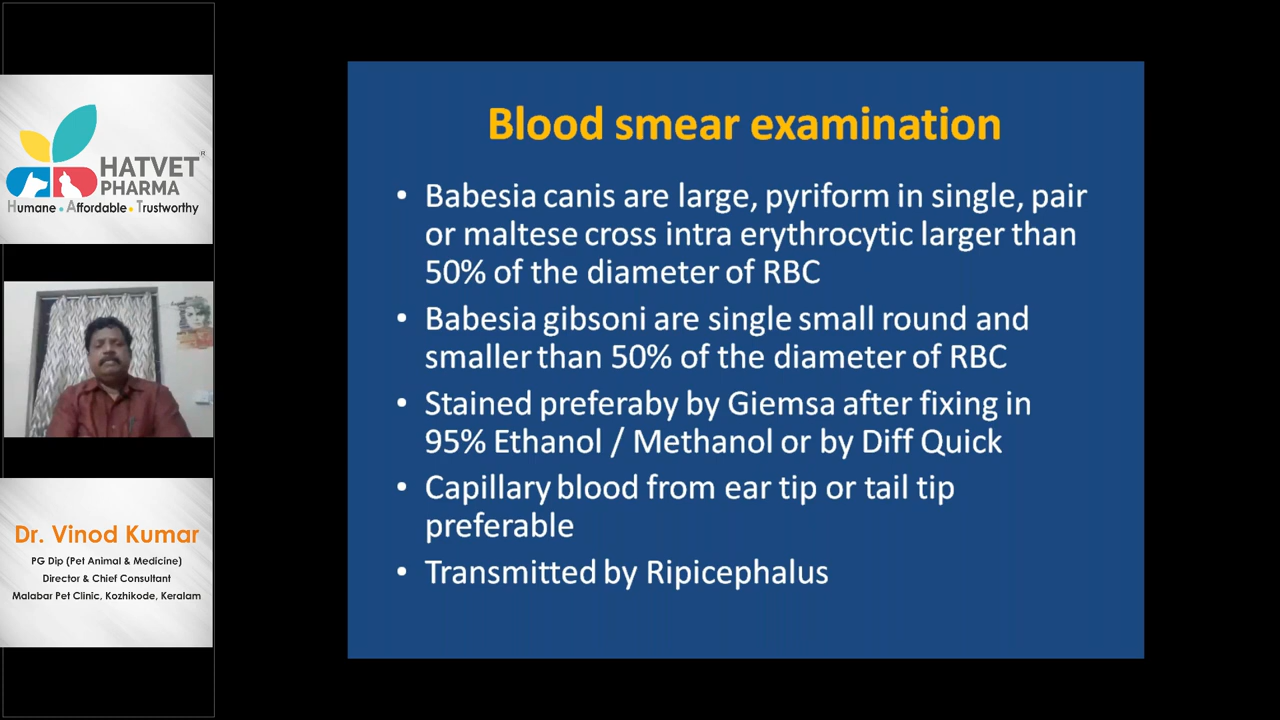 HATVET®
PHARMA
Humane • Affordable • Trustworthy
Dr. Vinod Kumar
PG Dip (Pet Animal & Medicine)
Director & Chief Consultant
Malabar Pet Clinic, Kozhikode, Keralam
Blood smear examination
• Babesia canis are large, pyriform in single, pair
or maltese cross intra erythrocytic larger than
50% of the diameter of RBC
• Babesia gibsoni are single small round and
smaller than 50% of the diameter of RBC
• Stained preferaby by Giemsa after fixing in
95% Ethanol / Methanol or by Diff Quick
• Capillary blood from ear tip or tail tip
preferable
• Transmitted by Ripicephalus